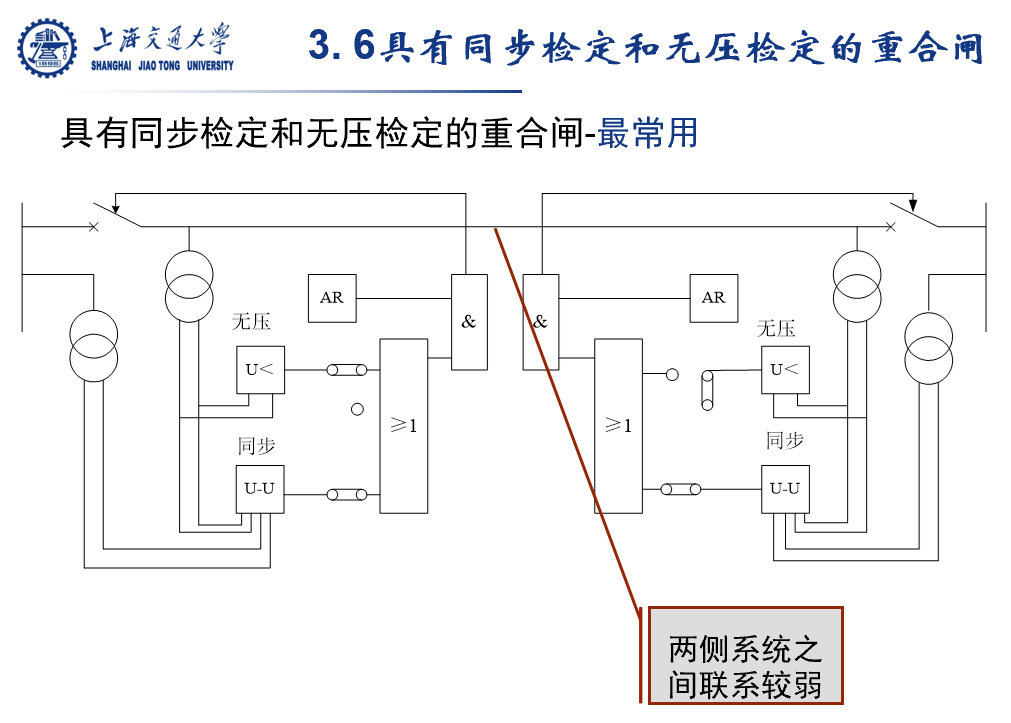 上海交通大学
SHANGHAI JIAO TONG UNIVERSITY
3.6具有同步检定和无压检定的重合闸
具有同步检定和无压检定的重合闸-最常用
AR
&
&
AR
无压
无压
U<
U<
≥1
≥1
同步
同步
U-U
U-U
两侧系统之
间联系较弱